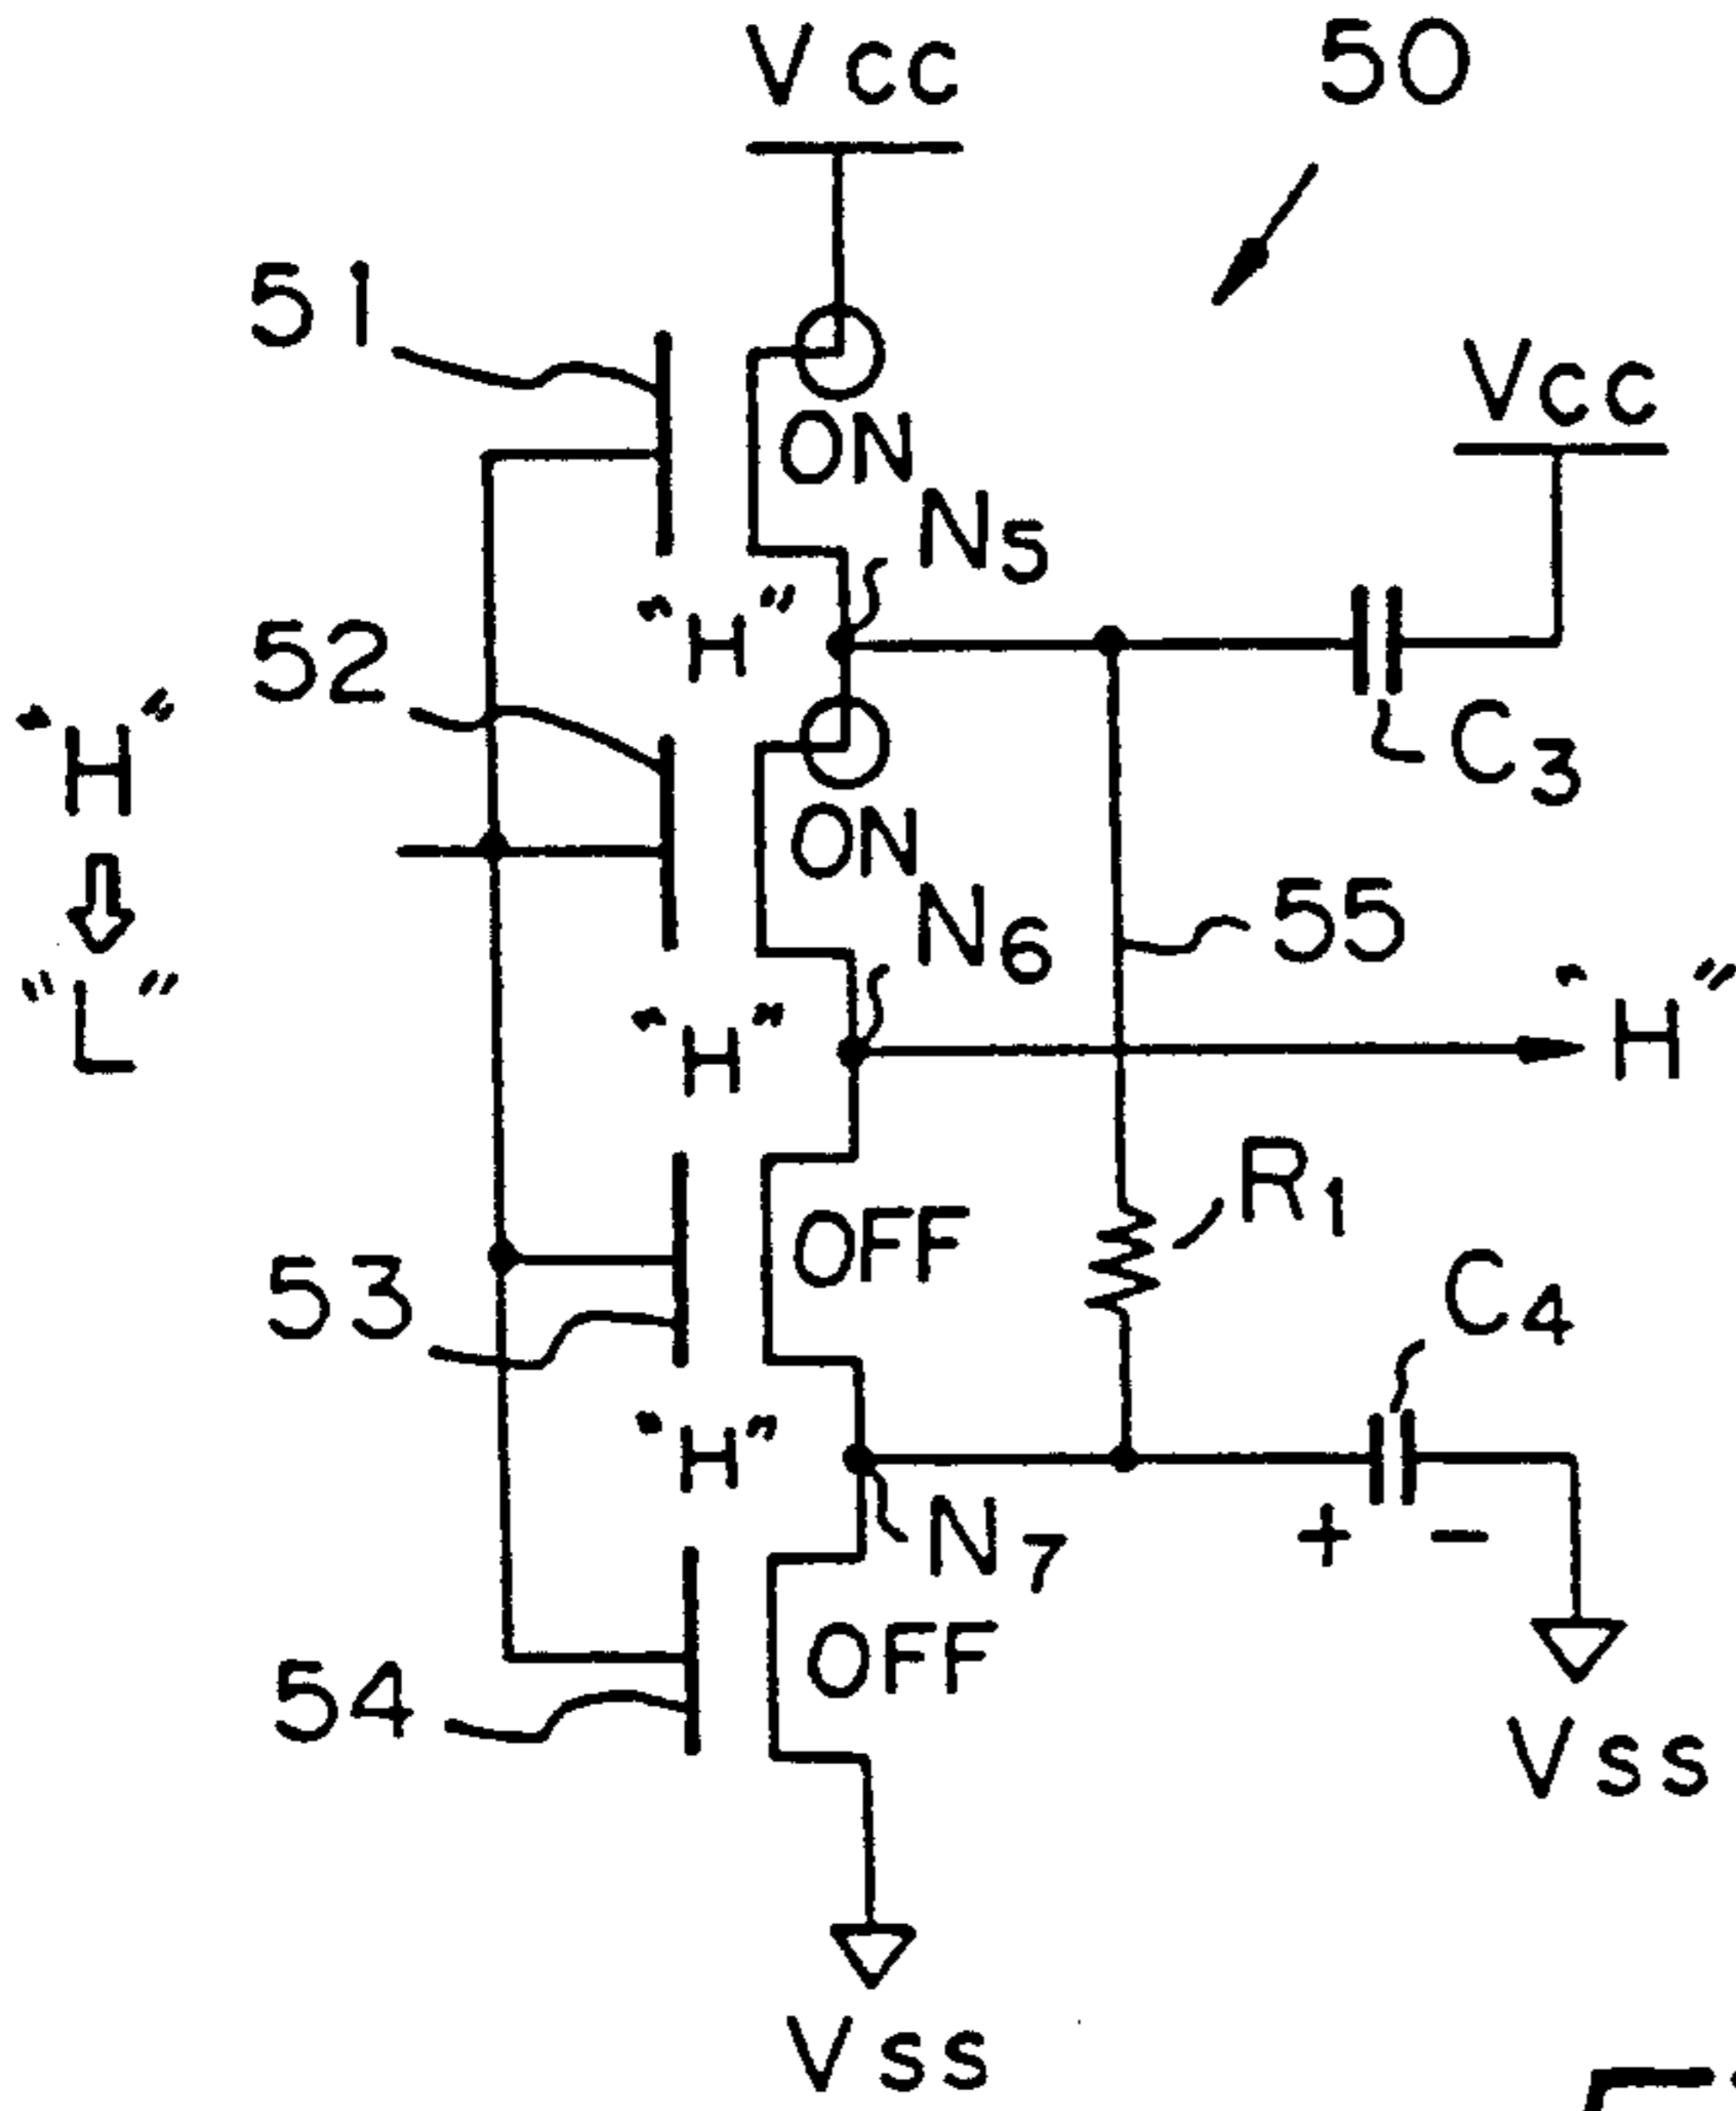 Vcc
50
51
Vcc
ON
N5
"H"
52
C3
"H"
ON
N6
55
"L"
"H"
"H"
R1
OFF
53
C4
"H"
N7
+ -
OFF
54
Vss
Vss